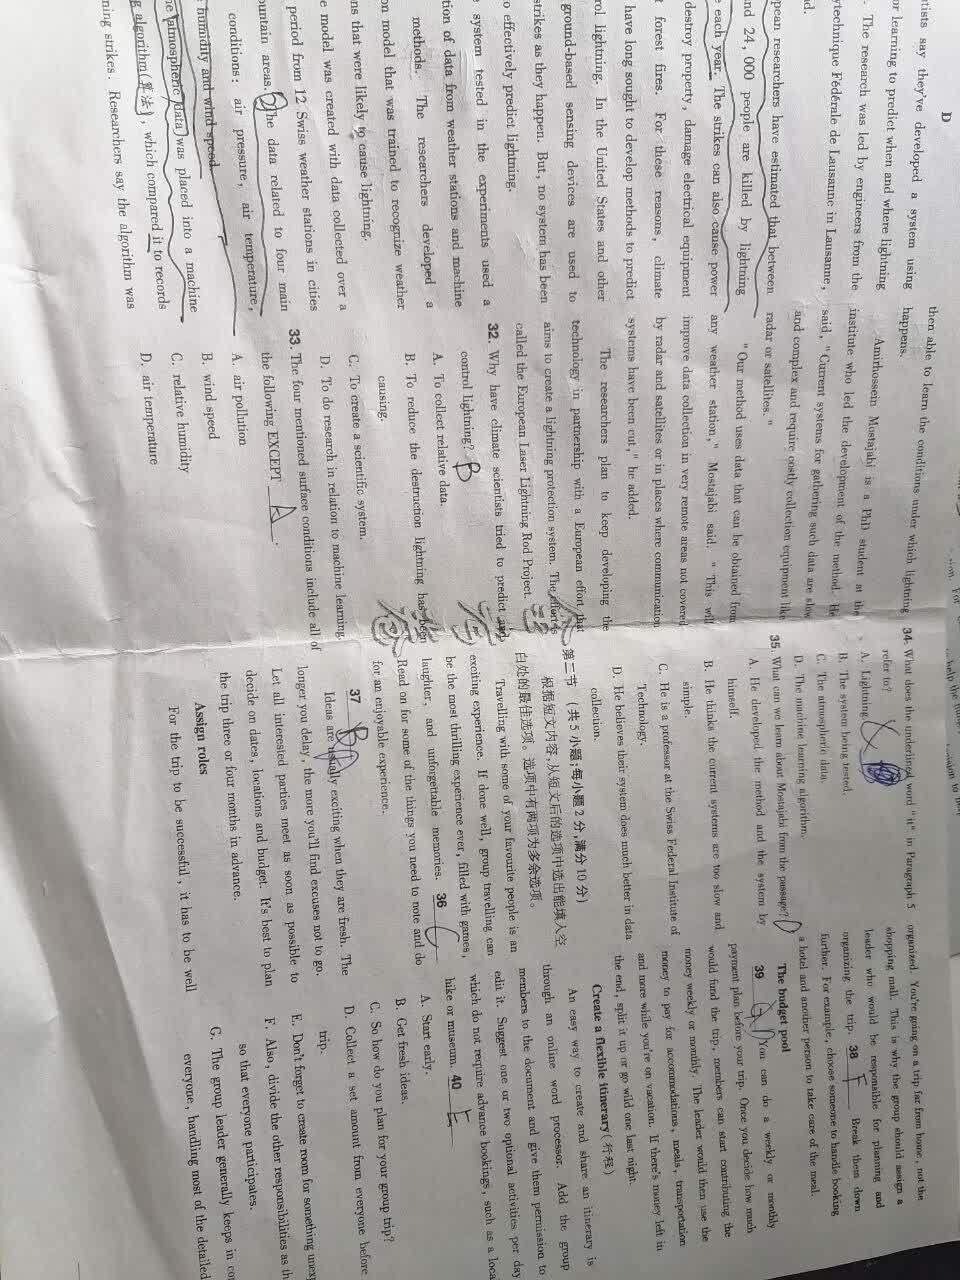 D
tists say they've developed a system using
or learning to predict when and where lightning
. The research was led by engineers from the
ytechnique Fédérale de Lausanne in Lausanne,
nd.
pean researchers have estimated that between
nd 24,000 people are killed by lightning
each year. The strikes can also cause power
destroy property, damage electrical equipment
t forest fires. For these reasons, climate
have long sought to develop methods to predict
rol lightning. In the United States and other
ground-based sensing devices are used to
strikes as they happen. But, no system has been
o effectively predict lightning.
e system tested in the experiments used a
tion of data from weather stations and machine
methods. The researchers developed a
on model that was trained to recognize weather
ns that were likely to cause lightning.
e model was created with data collected over a
period from 12 Swiss weather stations in cities
untain areas. The data related to four main
conditions: air pressure, air temperature,
humidity and wind speed.
he atmospheric data was placed into a machine
g algorithm(算法), which compared it to records
ning strikes. Researchers say the algorithm was
then able to learn the conditions under which lightning
happens.
Amirhossein Mostajabi is a PhD student at the
institute who led the development of the method. He
said, "Current systems for gathering such data are slow
and complex and require costly collection equipment like
radar or satellites."
"Our method uses data that can be obtained from
any weather station," Mostajabi said. "This will
improve data collection in very remote areas not covered
by radar and satellites or in places where communication
systems have been cut," he added.
The researchers plan to keep developing the
technology in partnership with a European effort that
aims to create a lightning protection system. The effort is
called the European Laser Lightning Rod Project.
32. Why have climate scientists tried to predict and
control lightning? B
A. To collect relative data.
B. To reduce the destruction lightning has been
causing.
C. To create a scientific system.
D. To do research in relation to machine learning.
33. The four mentioned surface conditions include all of
the following EXCEPT A.
A. air pollution
B. wind speed
C. relative humidity
D. air temperature
34. What does the underlined word "it" in Paragraph 5
refer to?
A. Lightning.
B. The system being tested.
C. The atmospheric data.
D. The machine learning algorithm.
35. What can we learn about Mostajabi from the passage? D
A. He developed the method and the system by
himself.
B. He thinks the current systems are too slow and
simple.
C. He is a professor at the Swiss Federal Institute of
Technology.
D. He believes their system does much better in data
collection.
第二节 (共5小题;每小题2分,满分10分)
根据短文内容,从短文后的选项中选出能填入空
白处的最佳选项。选项中有两项为多余选项。
Travelling with some of your favourite people is an
exciting experience. If done well, group travelling can
be the most thrilling experience ever, filled with games,
laughter, and unforgettable memories. 36 C
Read on for some of the things you need to note and do
for an enjoyable experience.
37 B
Ideas are usually exciting when they are fresh. The
longer you delay, the more you'll find excuses not to go.
Let all interested parties meet as soon as possible to
decide on dates, locations and budget. It's best to plan
the trip three or four months in advance.
Assign roles
For the trip to be successful, it has to be well
organized. You're going on a trip far from home, not the
shopping mall. This is why the group should assign a
leader who would be responsible for planning and
organizing the trip. 38 F Break them down
further. For example, choose someone to handle booking
a hotel and another person to take care of the meal.
The budget pool
39 You can do a weekly or monthly
payment plan before your trip. Once you decide how much
would fund the trip, members can start contributing the
money weekly or monthly. The leader would then use the
money to pay for accommodations, meals, transportation
and more while you're on vacation. If there's money left in
the end, split it up or go wild one last night.
Create a flexible itinerary(行程)
An easy way to create and share an itinerary is
through an online word processor. Add the group
members to the document and give them permission to
edit it. Suggest one or two optional activities per day
which do not require advance bookings, such as a loca
hike or museum. 40 E
A. Start early.
B. Get fresh ideas.
C. So how do you plan for your group trip?
D. Collect a set amount from everyone before
trip.
E. Don't forget to create room for something unex
F. Also, divide the other responsibilities as th
so that everyone participates.
G. The group leader generally keeps in co
everyone, handling most of the detailed